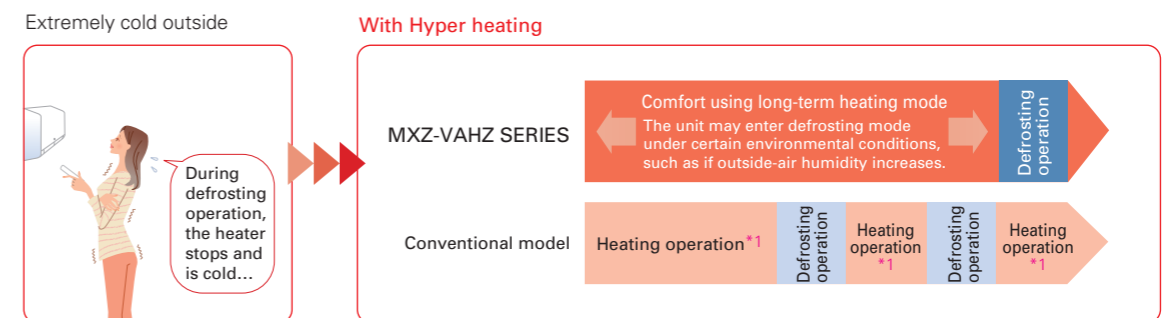 Extremely cold outside
During
defrosting
operation,
the heater
stops and
is cold…
With Hyper heating
MXZ-VAHZ SERIES
Comfort using long-term heating mode
The unit may enter defrosting mode
under certain environmental conditions,
such as if outside-air humidity increases.
Defrosting
operation
Conventional model
Heating operation*1
Defrosting
operation
Heating
operation
*1
Defrosting
operation
Heating
operation
*1